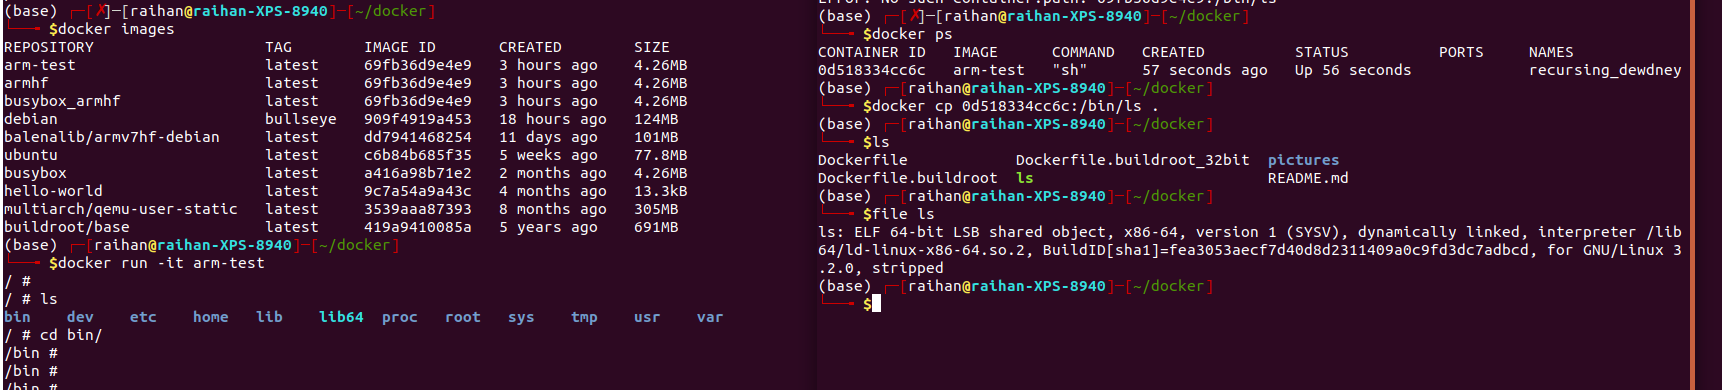 (base) ┌─[✗]─[raihan@raihan-XPS-8940]─[~/docker]
└──╼ $docker images
REPOSITORY                   TAG        IMAGE ID       CREATED         SIZE
arm-test                     latest     69fb36d9e4e9   3 hours ago     4.26MB
armhf                        latest     69fb36d9e4e9   3 hours ago     4.26MB
busybox_armhf                latest     69fb36d9e4e9   3 hours ago     4.26MB
debian                       bullseye   909f4919a453   18 hours ago    124MB
balenalib/armv7hf-debian     latest     dd7941468254   11 days ago     101MB
ubuntu                       latest     c6b84b685f35   5 weeks ago     77.8MB
busybox                      latest     a416a98b71e2   2 months ago    4.26MB
hello-world                  latest     9c7a54a9a43c   4 months ago    13.3kB
multiarch/qemu-user-static   latest     3539aaa87393   8 months ago    305MB
buildroot/base               latest     419a9410085a   5 years ago     691MB
(base) ┌─[raihan@raihan-XPS-8940]─[~/docker]
└──╼ $docker run -it arm-test
/ #
/ # ls
bin    dev    etc    home   lib    lib64  proc   root   sys    tmp    usr    var
/ # cd bin/
/bin #
/bin #
/bin #
Error: No such container:path: 69fb36d9e4e9:/bin/ls
(base) ┌─[✗]─[raihan@raihan-XPS-8940]─[~/docker]
└──╼ $docker ps
CONTAINER ID   IMAGE      COMMAND   CREATED          STATUS          PORTS     NAMES
0d518334cc6c   arm-test   "sh"      57 seconds ago   Up 56 seconds             recursing_dewdney
(base) ┌─[raihan@raihan-XPS-8940]─[~/docker]
└──╼ $docker cp 0d518334cc6c:/bin/ls .
(base) ┌─[raihan@raihan-XPS-8940]─[~/docker]
└──╼ $ls
Dockerfile            Dockerfile.buildroot_32bit  pictures
Dockerfile.buildroot  ls                          README.md
(base) ┌─[raihan@raihan-XPS-8940]─[~/docker]
└──╼ $file ls
ls: ELF 64-bit LSB shared object, x86-64, version 1 (SYSV), dynamically linked, interpreter /lib
64/ld-linux-x86-64.so.2, BuildID[sha1]=fea3053aecf7d40d8d2311409a0c9fd3dc7adbcd, for GNU/Linux 3
.2.0, stripped
(base) ┌─[raihan@raihan-XPS-8940]─[~/docker]
└──╼ $